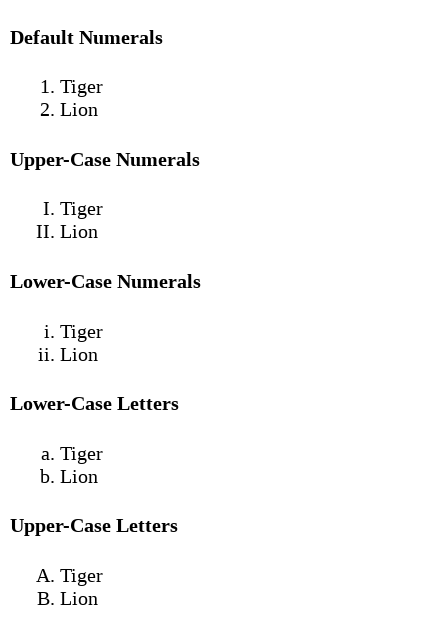 Default Numerals
1. Tiger
2. Lion
Upper-Case Numerals
I. Tiger
II. Lion
Lower-Case Numerals
i. Tiger
ii. Lion
Lower-Case Letters
a. Tiger
b. Lion
Upper-Case Letters
A. Tiger
B. Lion